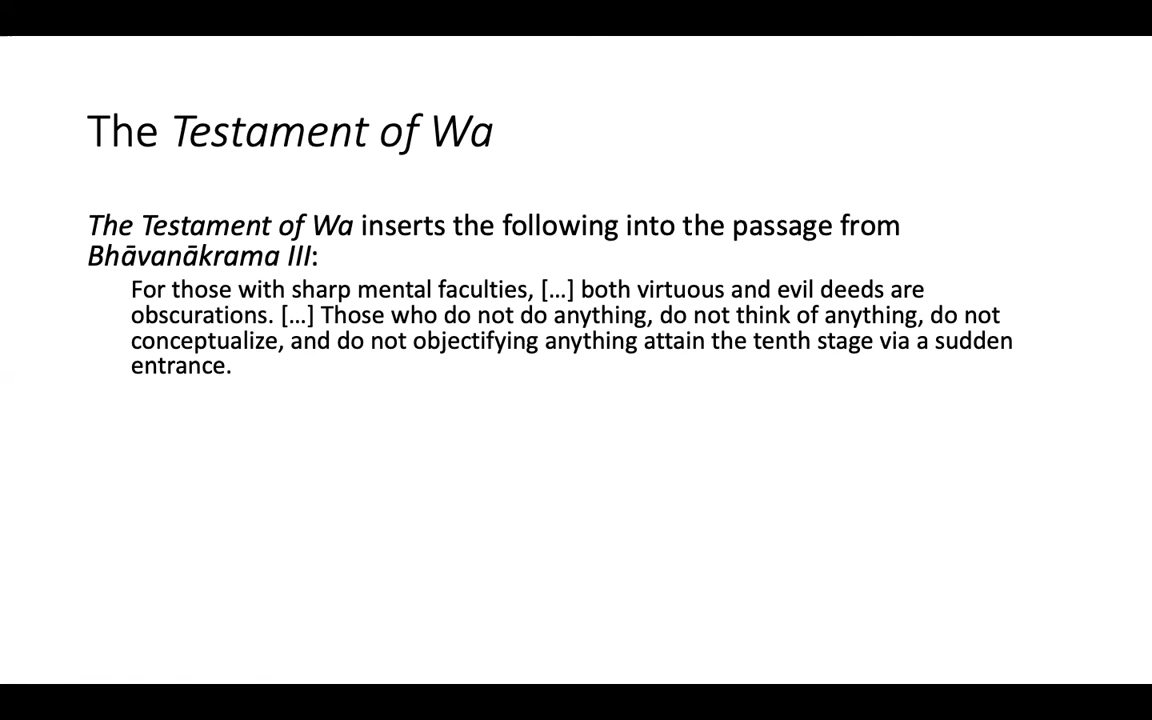 The Testament of Wa
The Testament of Wa inserts the following into the passage from
Bhāvanākrama III:
For those with sharp mental faculties, [...] both virtuous and evil deeds are
obscurations. [...] Those who do not do anything, do not think of anything, do not
conceptualize, and do not objectifying anything attain the tenth stage via a sudden
entrance.